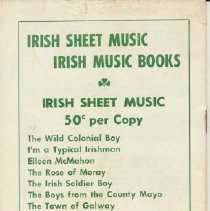 IRISH SHEET MUSIC
IRISH MUSIC BOOKS
IRISH SHEET MUSIC
50¢ per Copy
The Wild Colonial Boy
I'm a Typical Irishman
Eileen McMahon
The Rose of Moray
The Irish Soldier Boy
The Boys from the County Mayo
The Town of Galway